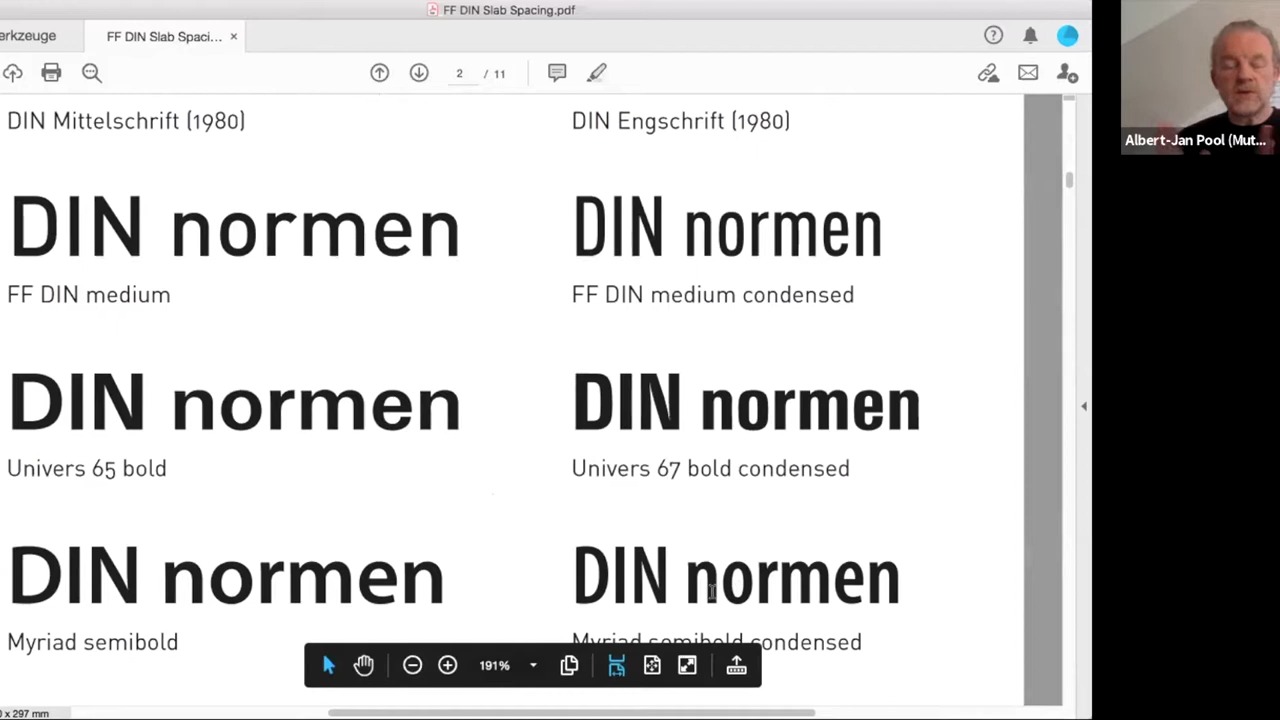 FF DIN Slab Spacing.pdf
erkzeuge
FF DIN Slab Spaci... ×
2 / 11
DIN Mittelschrift (1980)
DIN Engschrift (1980)
Albert-Jan Pool (Mut...
DIN normen
DIN normen
FF DIN medium
FF DIN medium condensed
DIN normen
DIN normen
Univers 65 bold
Univers 67 bold condensed
DIN normen
DIN normen
Myriad semibold
Myriad semibold condensed
191%
0 x 297 mm